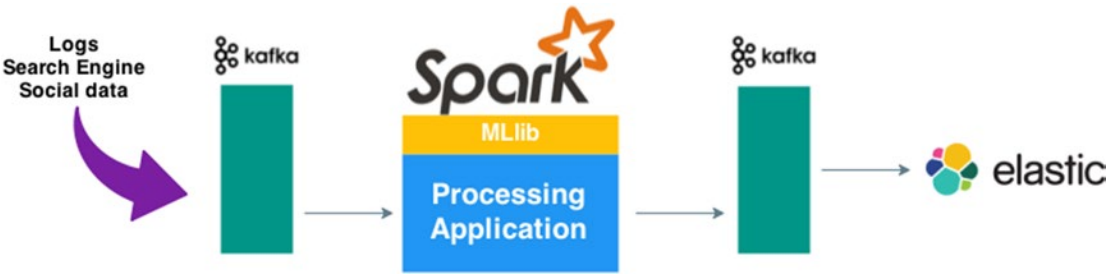 Logs
Search Engine
Social data
kafka
Spark
MLlib
Processing
Application
kafka
elastic